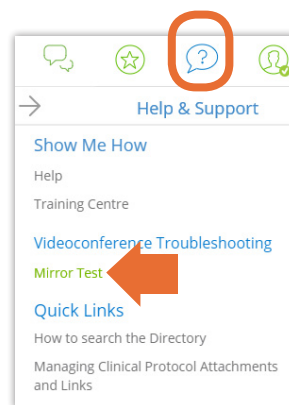 ?
Help & Support
Show Me How
Help
Training Centre
Videoconference Troubleshooting
Mirror Test
Quick Links
How to search the Directory
Managing Clinical Protocol Attachments
and Links